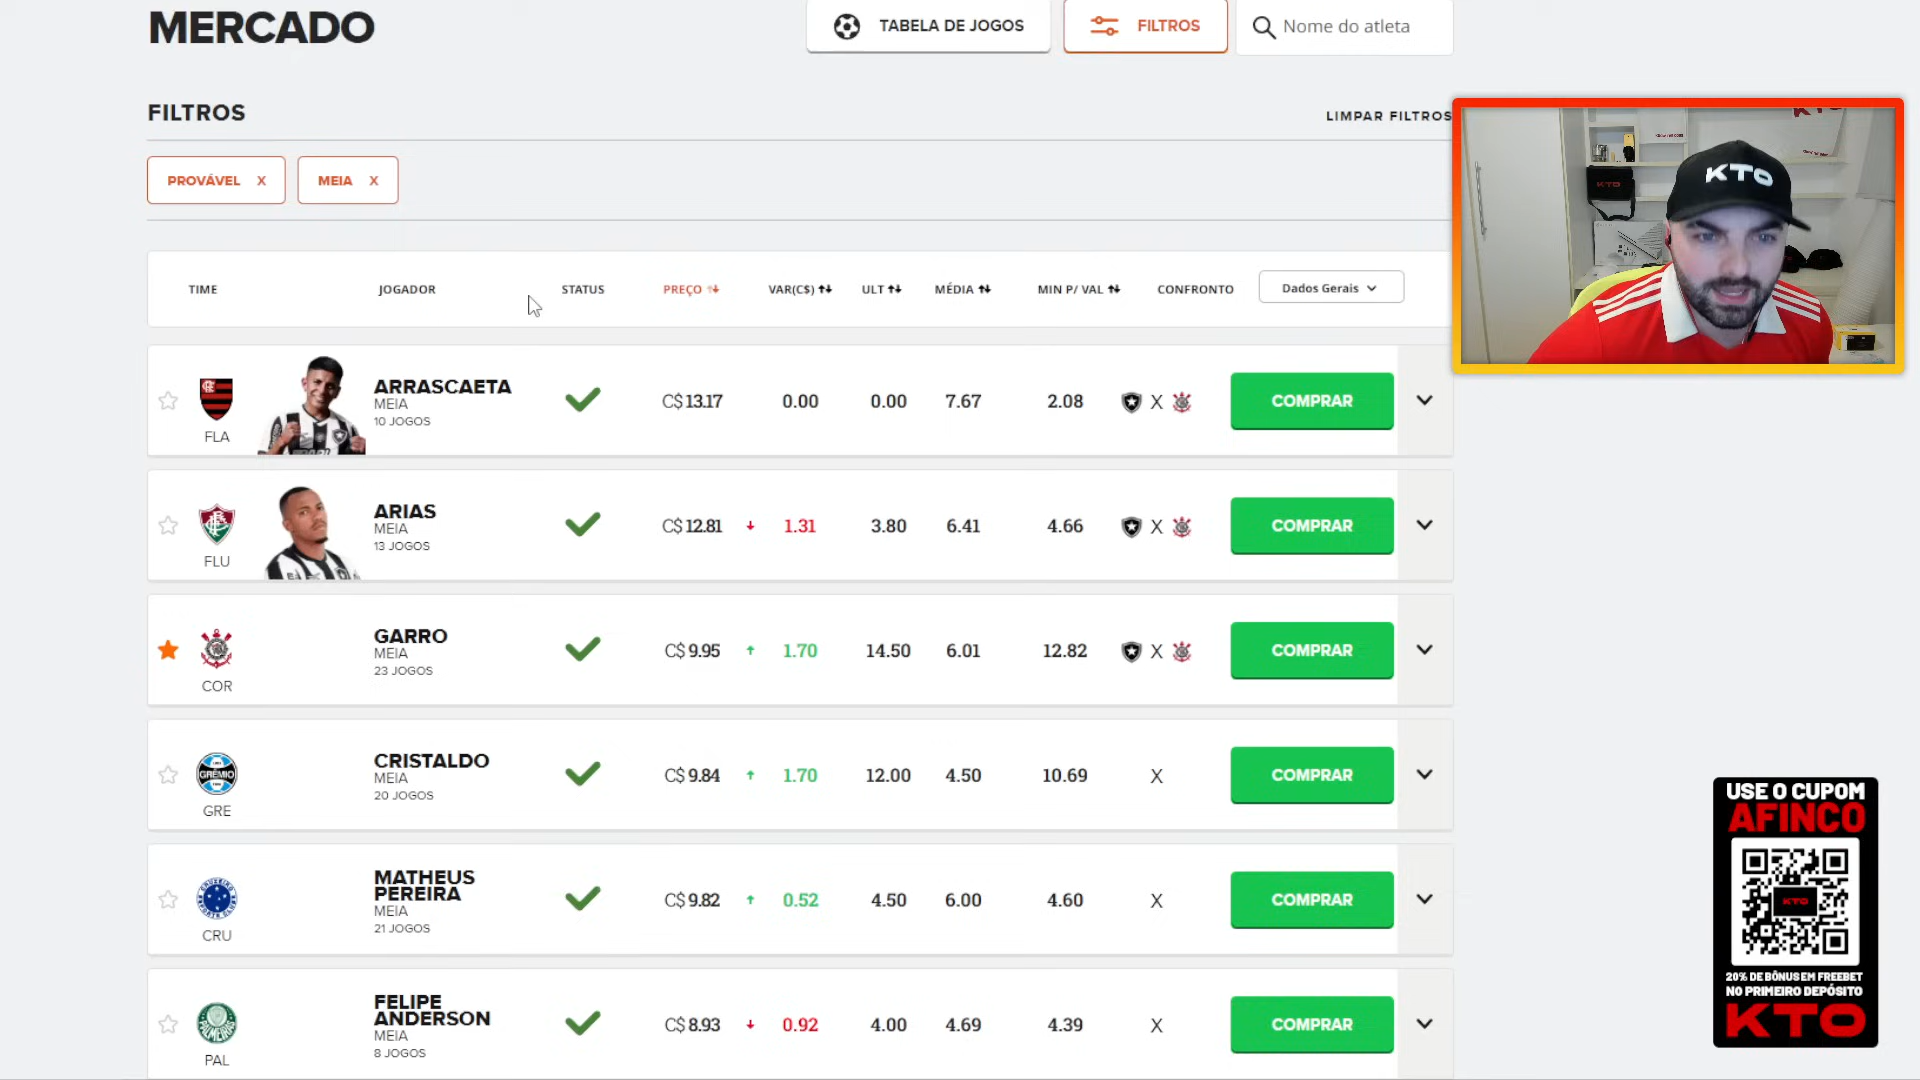 MERCADO
TABELA DE JOGOS
FILTROS
Nome do atleta
FILTROS
LIMPAR FILTROS
PROVÁVEL X
MEIA X
TIME JOGADOR STATUS PREÇO VAR(C$) ULT MÉDIA MIN P/ VAL CONFRONTO Dados Gerais
FLA
ARRASCAETA
MEIA
10 JOGOS
C$ 13.17 0.00 0.00 7.67 2.08 X COMPRAR
FLU
ARIAS
MEIA
13 JOGOS
C$ 12.81 1.31 3.80 6.41 4.66 X COMPRAR
COR
GARRO
MEIA
23 JOGOS
C$ 9.95 1.70 14.50 6.01 12.82 X COMPRAR
GRÊMIO
GRE
CRISTALDO
MEIA
20 JOGOS
C$ 9.84 1.70 12.00 4.50 10.69 X COMPRAR
CRU
MATHEUS
PEREIRA
MEIA
21 JOGOS
C$ 9.82 0.52 4.50 6.00 4.60 X COMPRAR
PAL
FELIPE
ANDERSON
MEIA
8 JOGOS
C$ 8.93 0.92 4.00 4.69 4.39 X COMPRAR
KTO
KTO
USE O CUPOM
AFINCO
KTO
20% DE BÔNUS EM FREEBET
NO PRIMEIRO DEPÓSITO
KTO